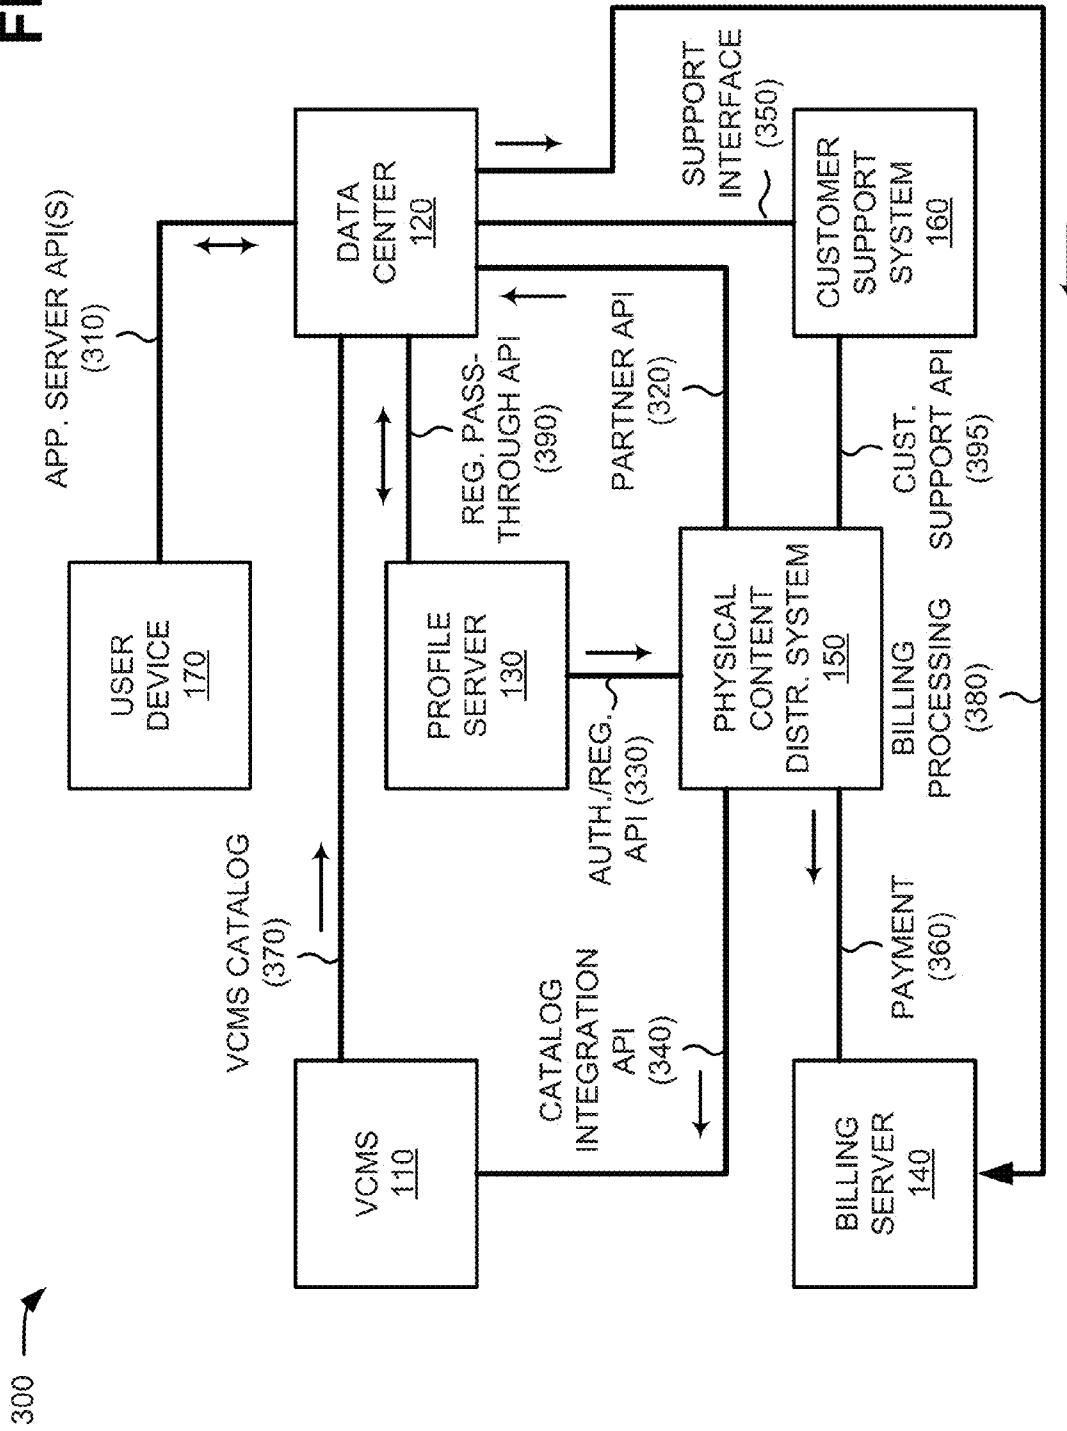 300
VCMS
110
VCMS CATALOG
(370)
USER
DEVICE
170
APP. SERVER API(S)
(310)
DATA
CENTER
120
REG. PASS-
THROUGH API
(390)
PROFILE
SERVER
130
AUTH./REG.
API (330)
CATALOG
INTEGRATION
API
(340)
PARTNER API
(320)
SUPPORT
INTERFACE
(350)
PHYSICAL
CONTENT
DISTR. SYSTEM
150
CUSTOMER
SUPPORT
SYSTEM
160
CUST.
SUPPORT API
(395)
BILLING
SERVER
140
PAYMENT
(360)
BILLING
PROCESSING
(380)